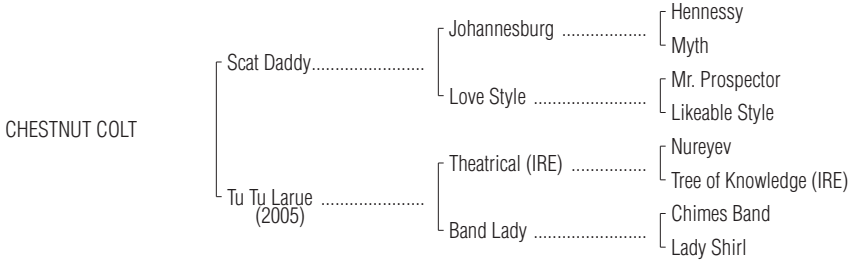 Hennessy
Johannesburg ........................
Myth
Scat Daddy........................
Mr. Prospector
Love Style ........................
Likeable Style
CHESTNUT COLT
Nureyev
Theatrical (IRE) ................
Tree of Knowledge (IRE)
Tu Tu Larue ......................
(2005)
Chimes Band
Band Lady ........................
Lady Shirl